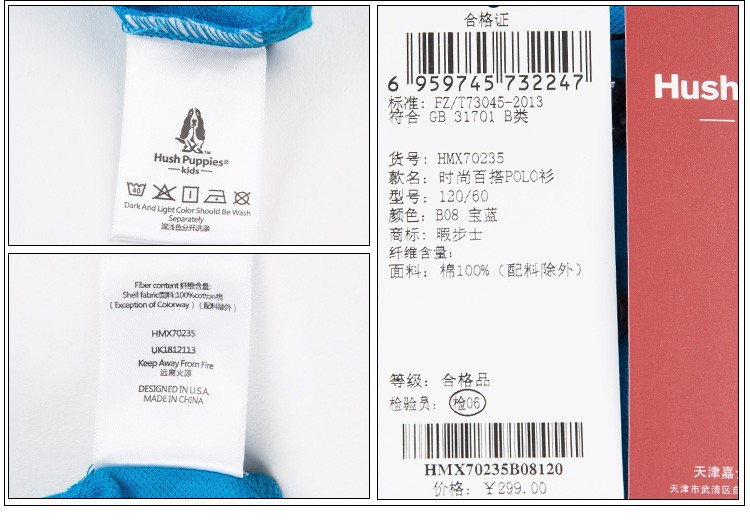 Hush Puppies®
kids
40
Dark And Light Color Should Be Wash
Separately
深浅色分开洗涤
Fiber content 纤维含量:
Shell fabric面料:100%cotton棉
( Exception of Colorway ) (配料除外)
HMX70235
UK1812113
Keep Away From Fire
远离火源
DESIGNED IN U.S.A.
MADE IN CHINA
合格证
6 959745 732247
标准: FZ/T73045-2013
符合 GB 31701 B类
货号: HMX70235
款名: 时尚百搭POLO衫
型号: 120/60
颜色: B08 宝蓝
商标: 暇步士
纤维含量:
面料: 棉100% (配料除外)
等级: 合格品
检验员: 检06
HMX70235B08120
价格: ¥299.00
Hush
天津嘉
天津市武清区自